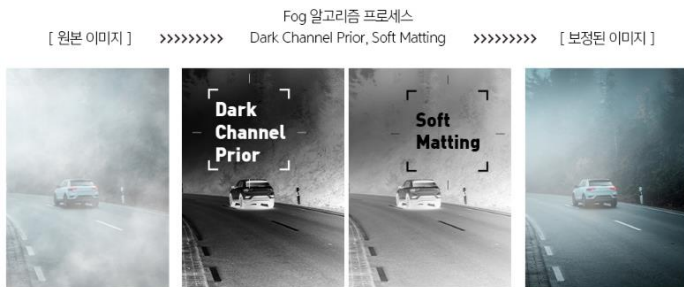 Fog 알고리즘 프로세스
[ 원본 이미지 ] >>>>>>>>> Dark Channel Prior, Soft Matting >>>>>>>>> [ 보정된 이미지 ]
Dark
Channel
Prior
Soft
Matting